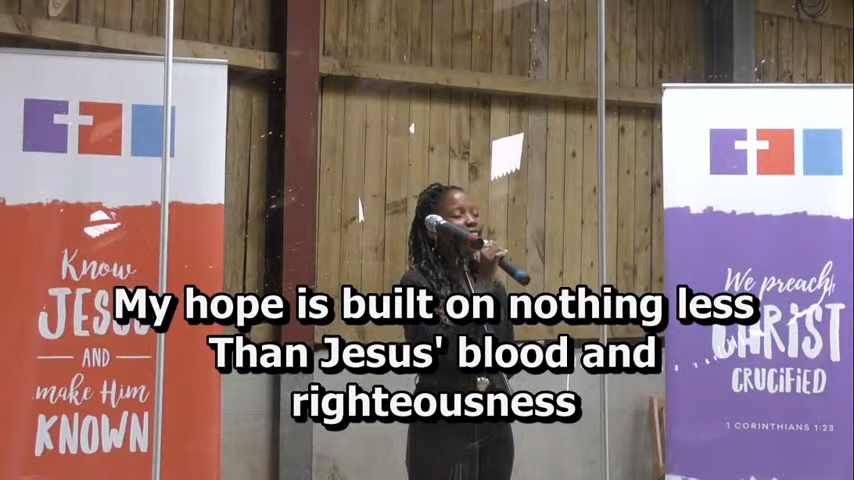 Know
JESUS
AND
make Him
KNOWN
My hope is built on nothing less
Than Jesus' blood and
righteousness
We preach
CHRIST
CRUCiFiED
1 CORINTHIANS 1:23